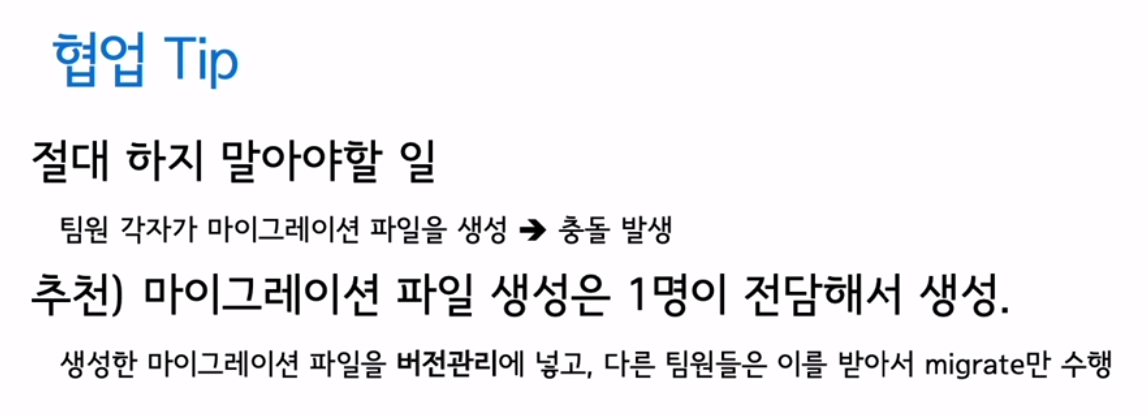 협업 Tip
절대 하지 말아야할 일
팀원 각자가 마이그레이션 파일을 생성 ➔ 충돌 발생
추천) 마이그레이션 파일 생성은 1명이 전담해서 생성.
생성한 마이그레이션 파일을 버전관리에 넣고, 다른 팀원들은 이를 받아서 migrate만 수행